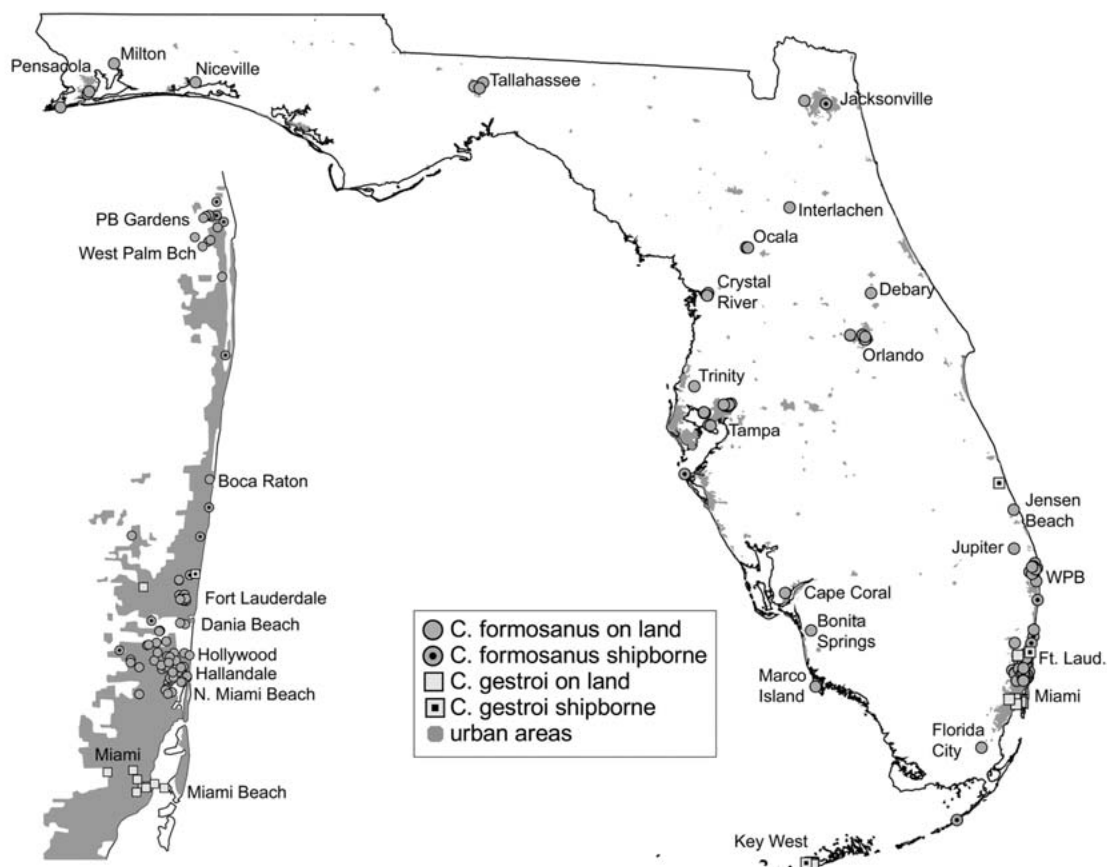 Milton
Pensacola
Niceville
Tallahassee
Jacksonville
Interlachen
PB Gardens
Ocala
West Palm Bch
Crystal
River
Debary
Orlando
Trinity
Tampa
Boca Raton
Jensen
Beach
Jupiter
WPB
Fort Lauderdale
Cape Coral
Dania Beach
Bonita
Springs
Hollywood
Ft. Laud.
Hallandale
Marco
Island
N. Miami Beach
Miami
Florida
City
Miami
Miami Beach
Key West
C. formosanus on land
C. formosanus shipborne
C. gestroi on land
C. gestroi shipborne
urban areas